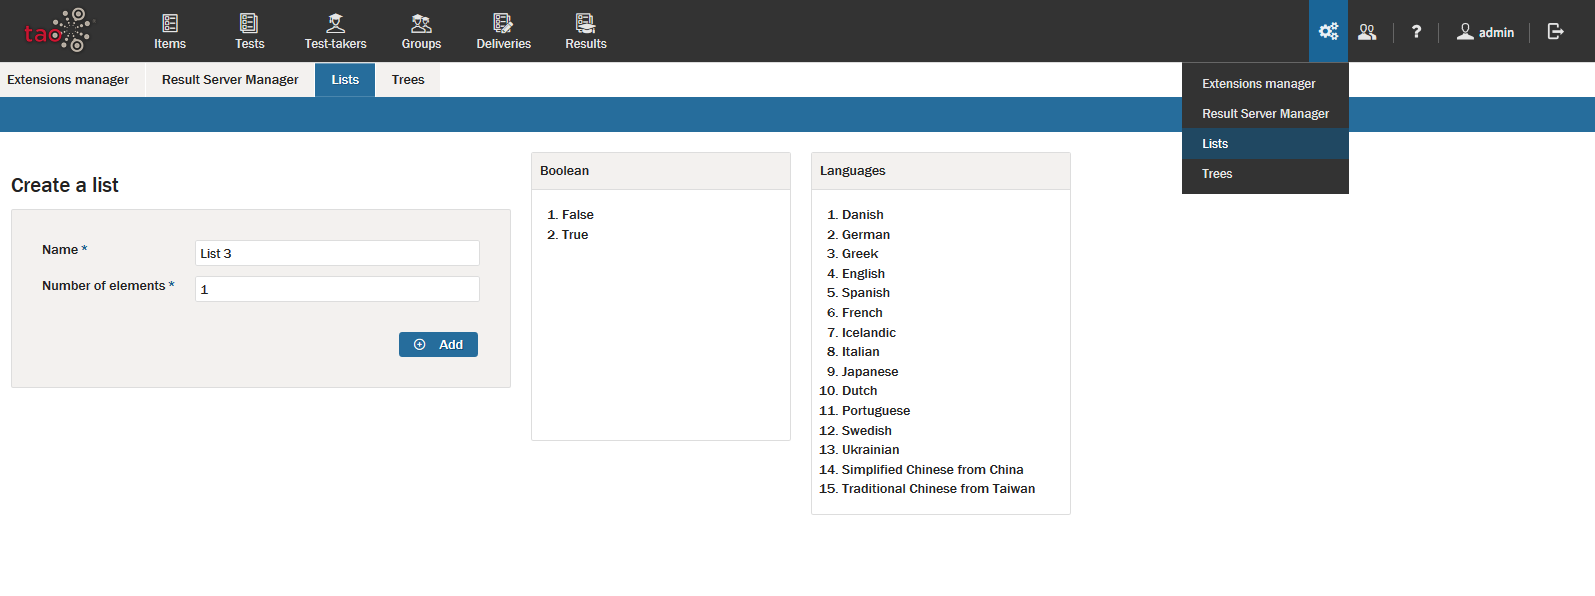 tao
Items
Tests
Test-takers
Groups
Deliveries
Results
?
admin
Extensions manager
Result Server Manager
Lists
Trees
Extensions manager
Result Server Manager
Lists
Trees
Create a list
Name *
List 3
Number of elements *
1
Add
Boolean
1. False
2. True
Languages
1. Danish
2. German
3. Greek
4. English
5. Spanish
6. French
7. Icelandic
8. Italian
9. Japanese
10. Dutch
11. Portuguese
12. Swedish
13. Ukrainian
14. Simplified Chinese from China
15. Traditional Chinese from Taiwan